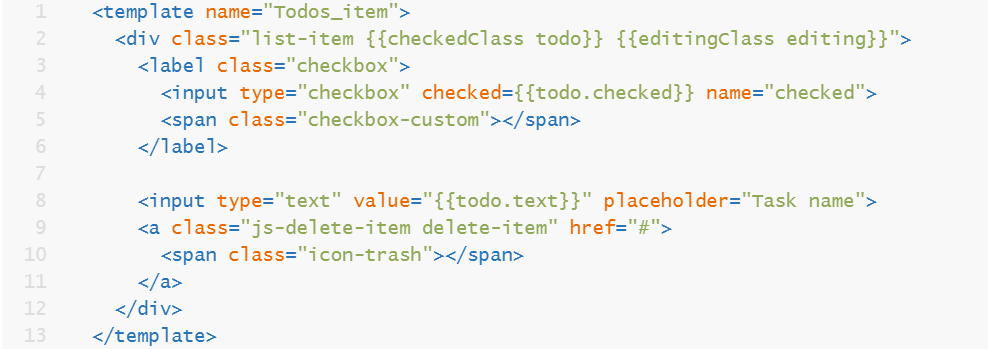 1 <template name="Todos_item">
2   <div class="list-item {{checkedClass todo}} {{editingClass editing}}">
3     <label class="checkbox">
4       <input type="checkbox" checked={{todo.checked}} name="checked">
5       <span class="checkbox-custom"></span>
6     </label>
7
8     <input type="text" value="{{todo.text}}" placeholder="Task name">
9     <a class="js-delete-item delete-item" href="#">
10       <span class="icon-trash"></span>
11     </a>
12   </div>
13 </template>